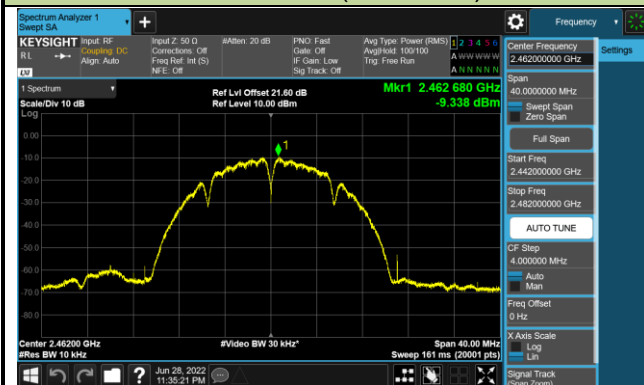 Spectrum Analyzer 1
Swept SA
+
Frequency
KEYSIGHT
Input: RF
Input Z: 50 Ω
#Atten: 20 dB
PNO: Fast
Avg Type: Power (RMS)
1 2 3 4 5 6
R L
Coupling: DC
Corrections: Off
Gate: Off
Avg|Hold: 100/100
A W W W W W
Align: Auto
Freq Ref: Int (S)
IF Gain: Low
Trig: Free Run
NFE: Off
Sig Track: Off
A N N N N N
LXI
Center Frequency
2.462000000 GHz
Settings
1 Spectrum
Ref Lvl Offset 21.60 dB
Mkr1 2.462 680 GHz
Scale/Div 10 dB
Ref Level 10.00 dBm
-9.338 dBm
Log
0.00
-10.0
-20.0
-30.0
-40.0
-50.0
-60.0
-70.0
-80.0
1
Span
40.0000000 MHz
Swept Span
Zero Span
Full Span
Start Freq
2.442000000 GHz
Stop Freq
2.482000000 GHz
AUTO TUNE
CF Step
4.000000 MHz
Auto
Man
Freq Offset
0 Hz
X Axis Scale
Log
Lin
Signal Track
(Span Zoom)
Center 2.46200 GHz
#Video BW 30 kHz*
Span 40.00 MHz
#Res BW 10 kHz
Sweep 161 ms (20001 pts)
?
Jun 28, 2022
11:35:21 PM